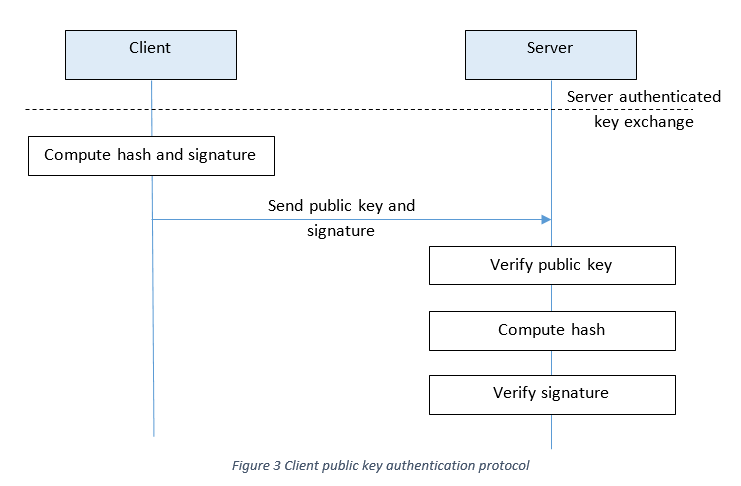 Client
Server
Server authenticated
key exchange
Compute hash and signature
Send public key and
signature
Verify public key
Compute hash
Verify signature
Figure 3 Client public key authentication protocol